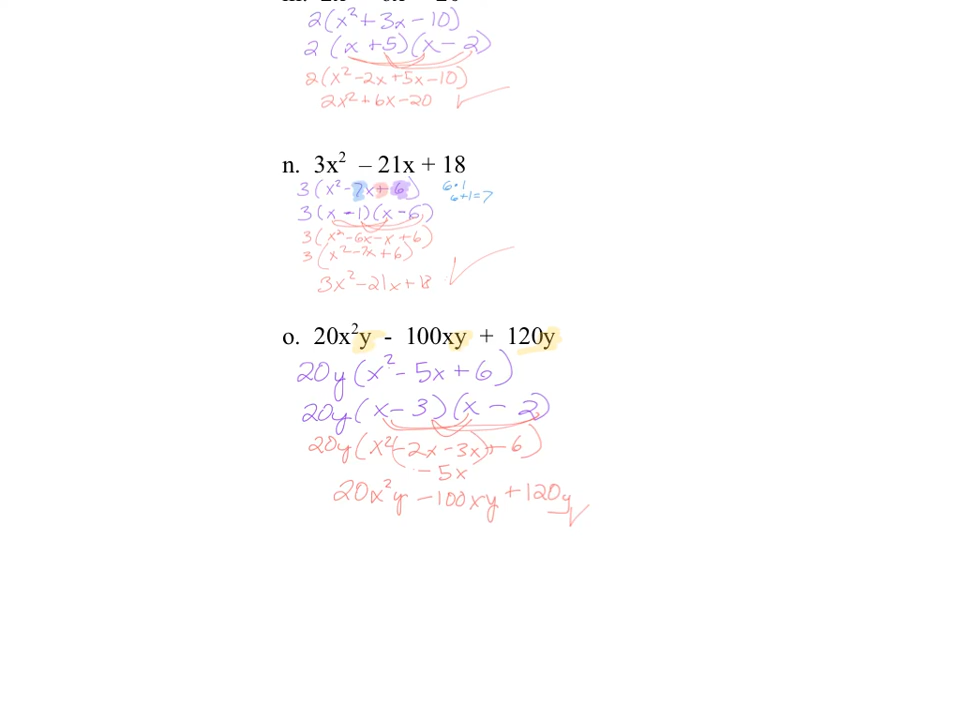 2(x² + 3x - 10)
2 (x + 5)(x - 2)
2(x² - 2x + 5x - 10)
2x² + 6x - 20 ✓
n. 3x² – 21x + 18
3(x² - 7x + 6) 6·1
6+1=7
3(x - 1)(x - 6)
3(x² - 6x - x + 6)
3(x² - 7x + 6)
3x² - 21x + 18 ✓
o. 20x²y - 100xy + 120y
20y(x² - 5x + 6)
20y(x - 3)(x - 2)
20y(x² (-2x - 3x) + 6)
- 5x
20x²y - 100xy + 120y ✓